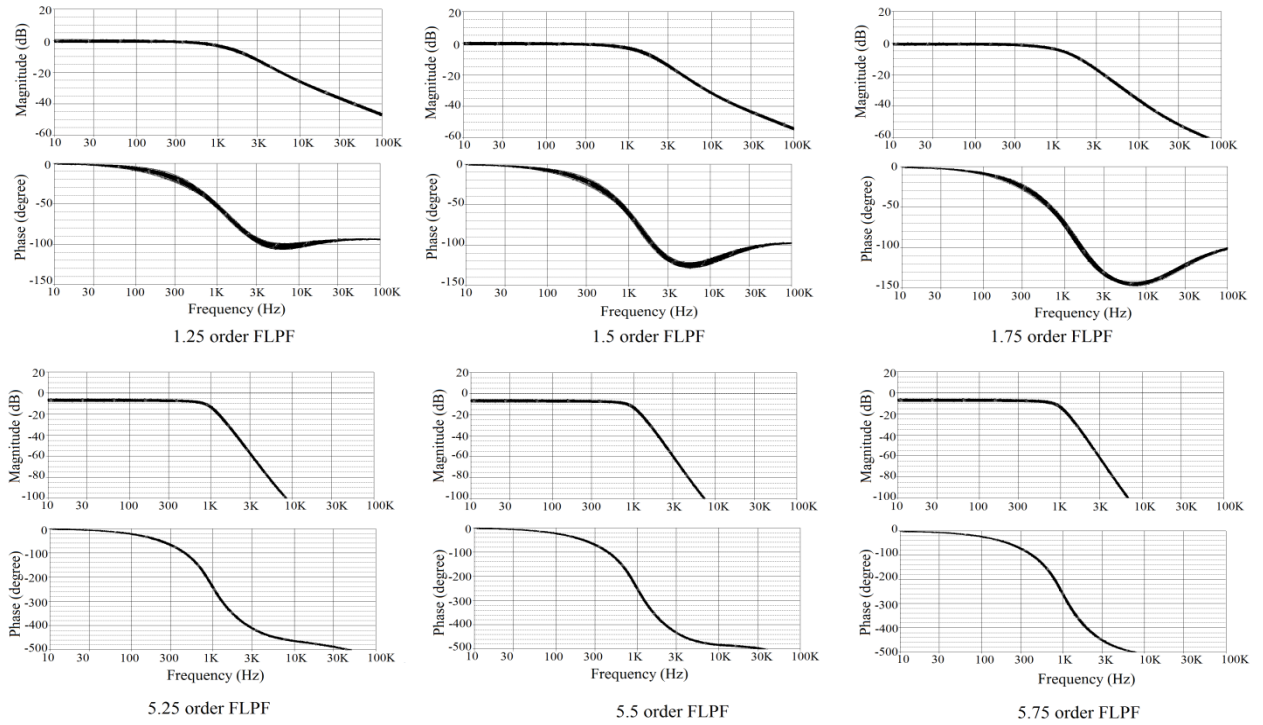 20
0
-20
-40
-60
Magnitude (dB)
10 30 100 300 1K 3K 10K 30K 100K
0
-50
-100
-150
Phase (degree)
10 30 100 300 1K 3K 10K 30K 100K
Frequency (Hz)
1.25 order FLPF
20
0
-20
-40
-60
Magnitude (dB)
10 30 100 300 1K 3K 10K 30K 100K
0
-50
-100
-150
Phase (degree)
10 30 100 300 1K 3K 10K 30K 100K
Frequency (Hz)
1.5 order FLPF
20
0
-20
-40
-60
Magnitude (dB)
10 30 100 300 1K 3K 10K 30K 100K
0
-50
-100
-150
Phase (degree)
10 30 100 300 1K 3K 10K 30K 100K
Frequency (Hz)
1.75 order FLPF
20
0
-20
-40
-60
-80
-100
Magnitude (dB)
10 30 100 300 1K 3K 10K 30K 100K
0
-100
-200
-300
-400
-500
Phase (degree)
10 30 100 300 1K 3K 10K 30K 100K
Frequency (Hz)
5.25 order FLPF
20
0
-20
-40
-60
-80
-100
Magnitude (dB)
10 30 100 300 1K 3K 10K 30K 100K
0
-100
-200
-300
-400
-500
Phase (degree)
10 30 100 300 1K 3K 10K 30K 100K
Frequency (Hz)
5.5 order FLPF
20
0
-20
-40
-60
-80
-100
Magnitude (dB)
10 30 100 300 1K 3K 10K 30K 100K
0
-100
-200
-300
-400
-500
Phase (degree)
10 30 100 300 1K 3K 10K 30K 100K
Frequency (Hz)
5.75 order FLPF